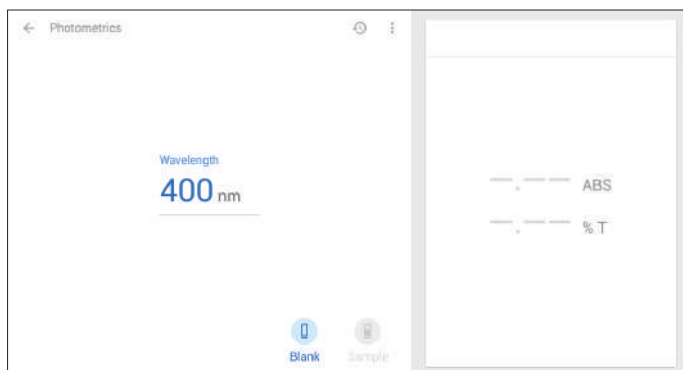 Photometrics
Wavelength
400 nm
Blank
Sample
—.—— ABS
—.—— % T